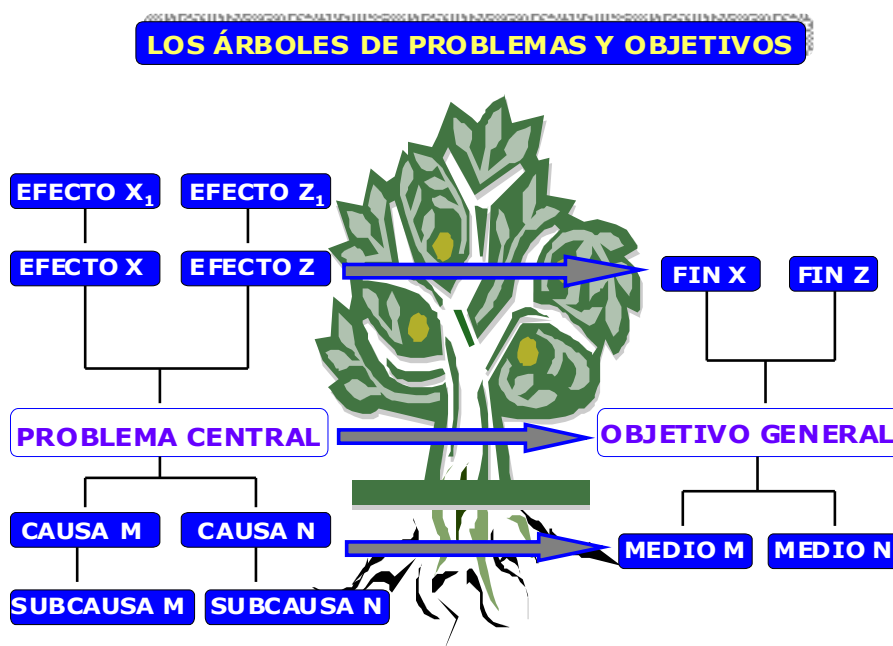 LOS ÁRBOLES DE PROBLEMAS Y OBJETIVOS
EFECTO X₁
EFECTO Z₁
EFECTO X
EFECTO Z
FIN X
FIN Z
PROBLEMA CENTRAL
OBJETIVO GENERAL
CAUSA M
CAUSA N
MEDIO M
MEDIO N
SUBCAUSA M
SUBCAUSA N